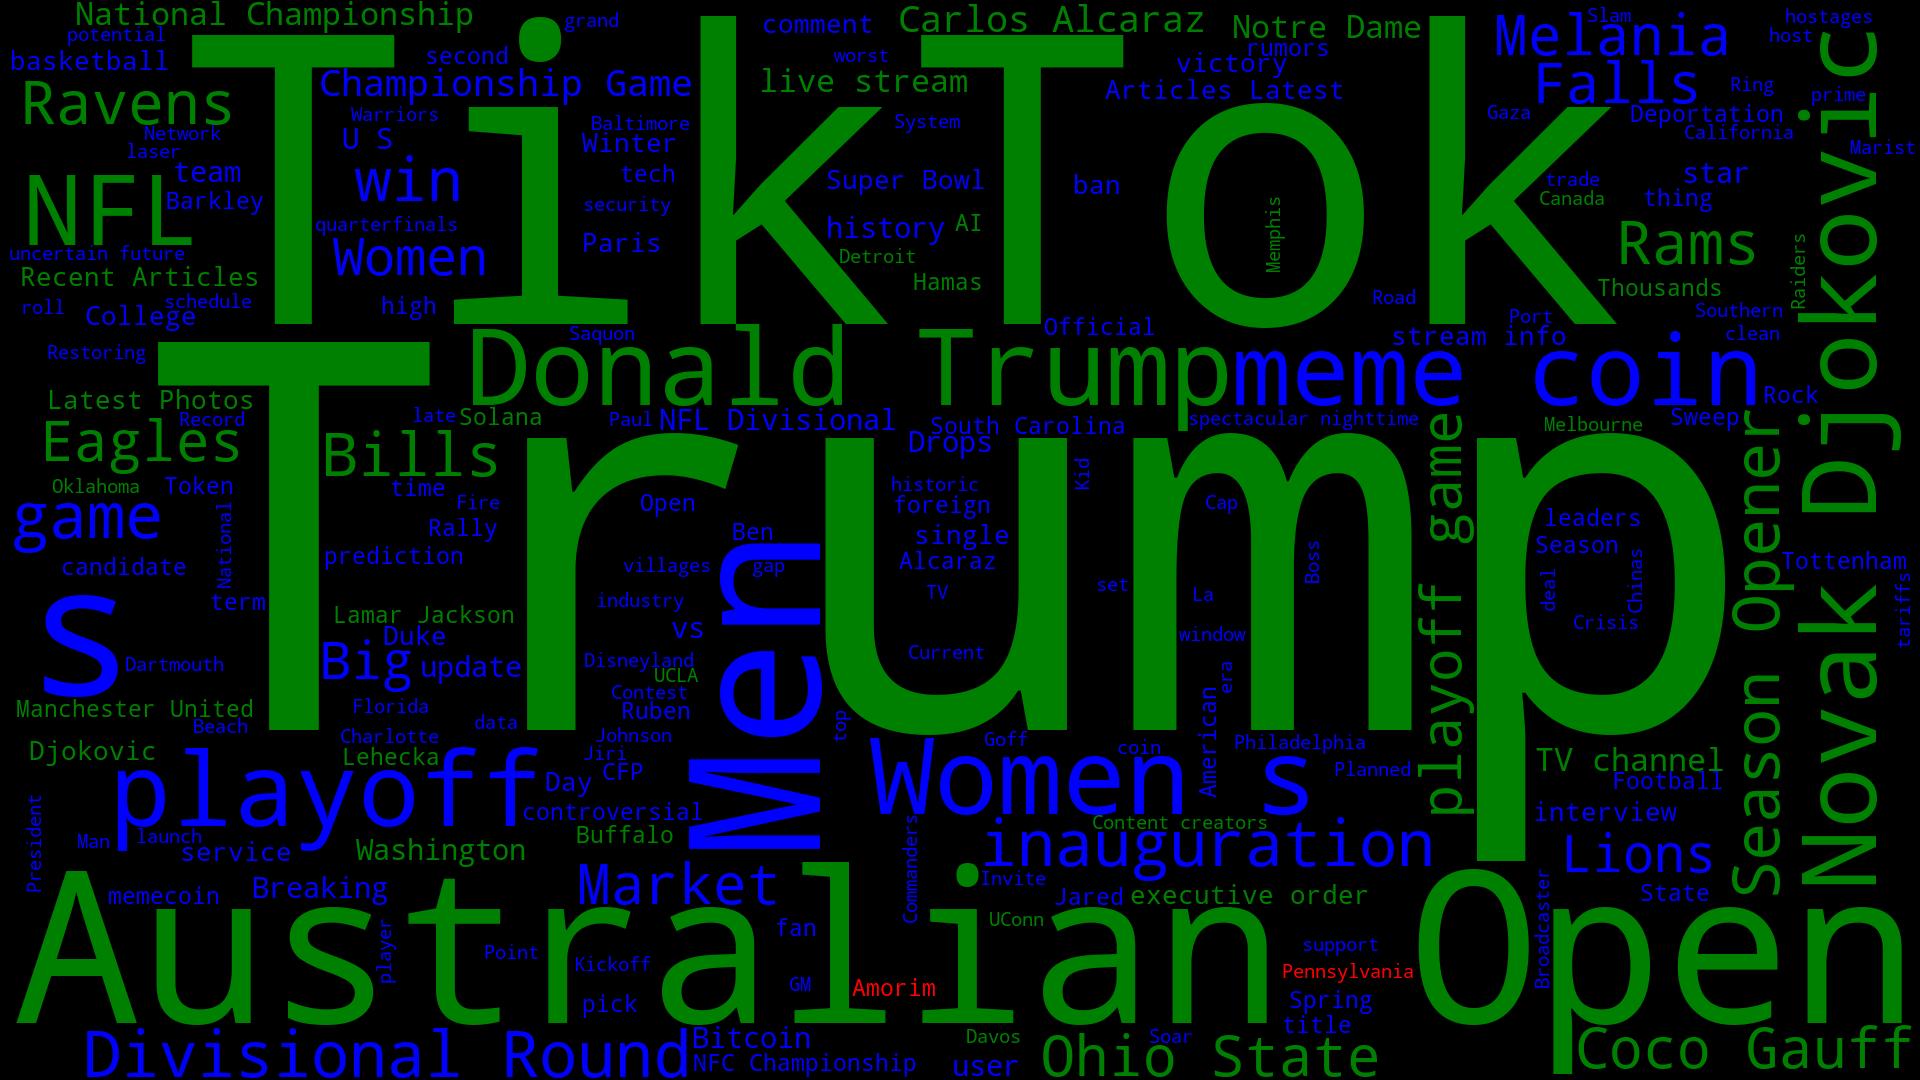 National Championship
grand
comment
Carlos Alcaraz
Notre Dame
Slam
hostages
potential
basketball
second
worst
rumors
victory
Melania
host
Championship Game
live stream
Articles Latest
Falls
Ring
prime
Ravens
Network
laser
Warriors
U S
Baltimore
Winter
System
Gaza
Deportation
California
Marist
TikTok
NFL
team
Barkley
win
tech
security
Super Bowl
ban
trade
Canada
star
thing
quarterfinals
Women
Paris
history
AI
Memphis
Rams
Raiders
Novak Djokovic
uncertain future
Recent Articles
Detroit
Hamas
Thousands
roll
College
schedule
high
Road
Port
Southern
Saquon
Official
stream info
clean
Restoring
Donald Trump
meme coin
Rock
Latest Photos
Record
late
Solana
Paul
NFL Divisional
South Carolina
spectacular nighttime
Melbourne
Sweep
Eagles
Bills
Drops
Kid
playoff game
Season Opener
Trump
Oklahoma
Token
time
Fire
Open
historic
foreign
Cap
leaders
game
National
Rally
Ben
single
Boss
Season
candidate
prediction
villages
gap
Alcaraz
Chinas
Tottenham
s
term
industry
TV
set
La
deal
tariffs
Lamar Jackson
Duke
vs
window
Crisis
Dartmouth
Big
update
Disneyland
UCLA
Men
Current
era
Manchester United
Beach
Florida
Contest
Ruben
top
American
Charlotte
data
Johnson
Goff
coin
Philadelphia
Djokovic
Lehecka
Jiri
Planned
TV channel
playoff
Day
CFP
Women s
Football
President
controversial
Content creators
interview
Man
launch
service
Washington
Buffalo
Commanders
inauguration
Lions
memecoin
Breaking
Market
Invite
Jared
executive order
State
Broadcaster
Australian Open
player
fan
UConn
Point
Kickoff
support
GM
Amorim
Pennsylvania
pick
Spring
title
Divisional Round
Bitcoin
NFC Championship
Davos
user
Ohio State
Soar
Coco Gauff